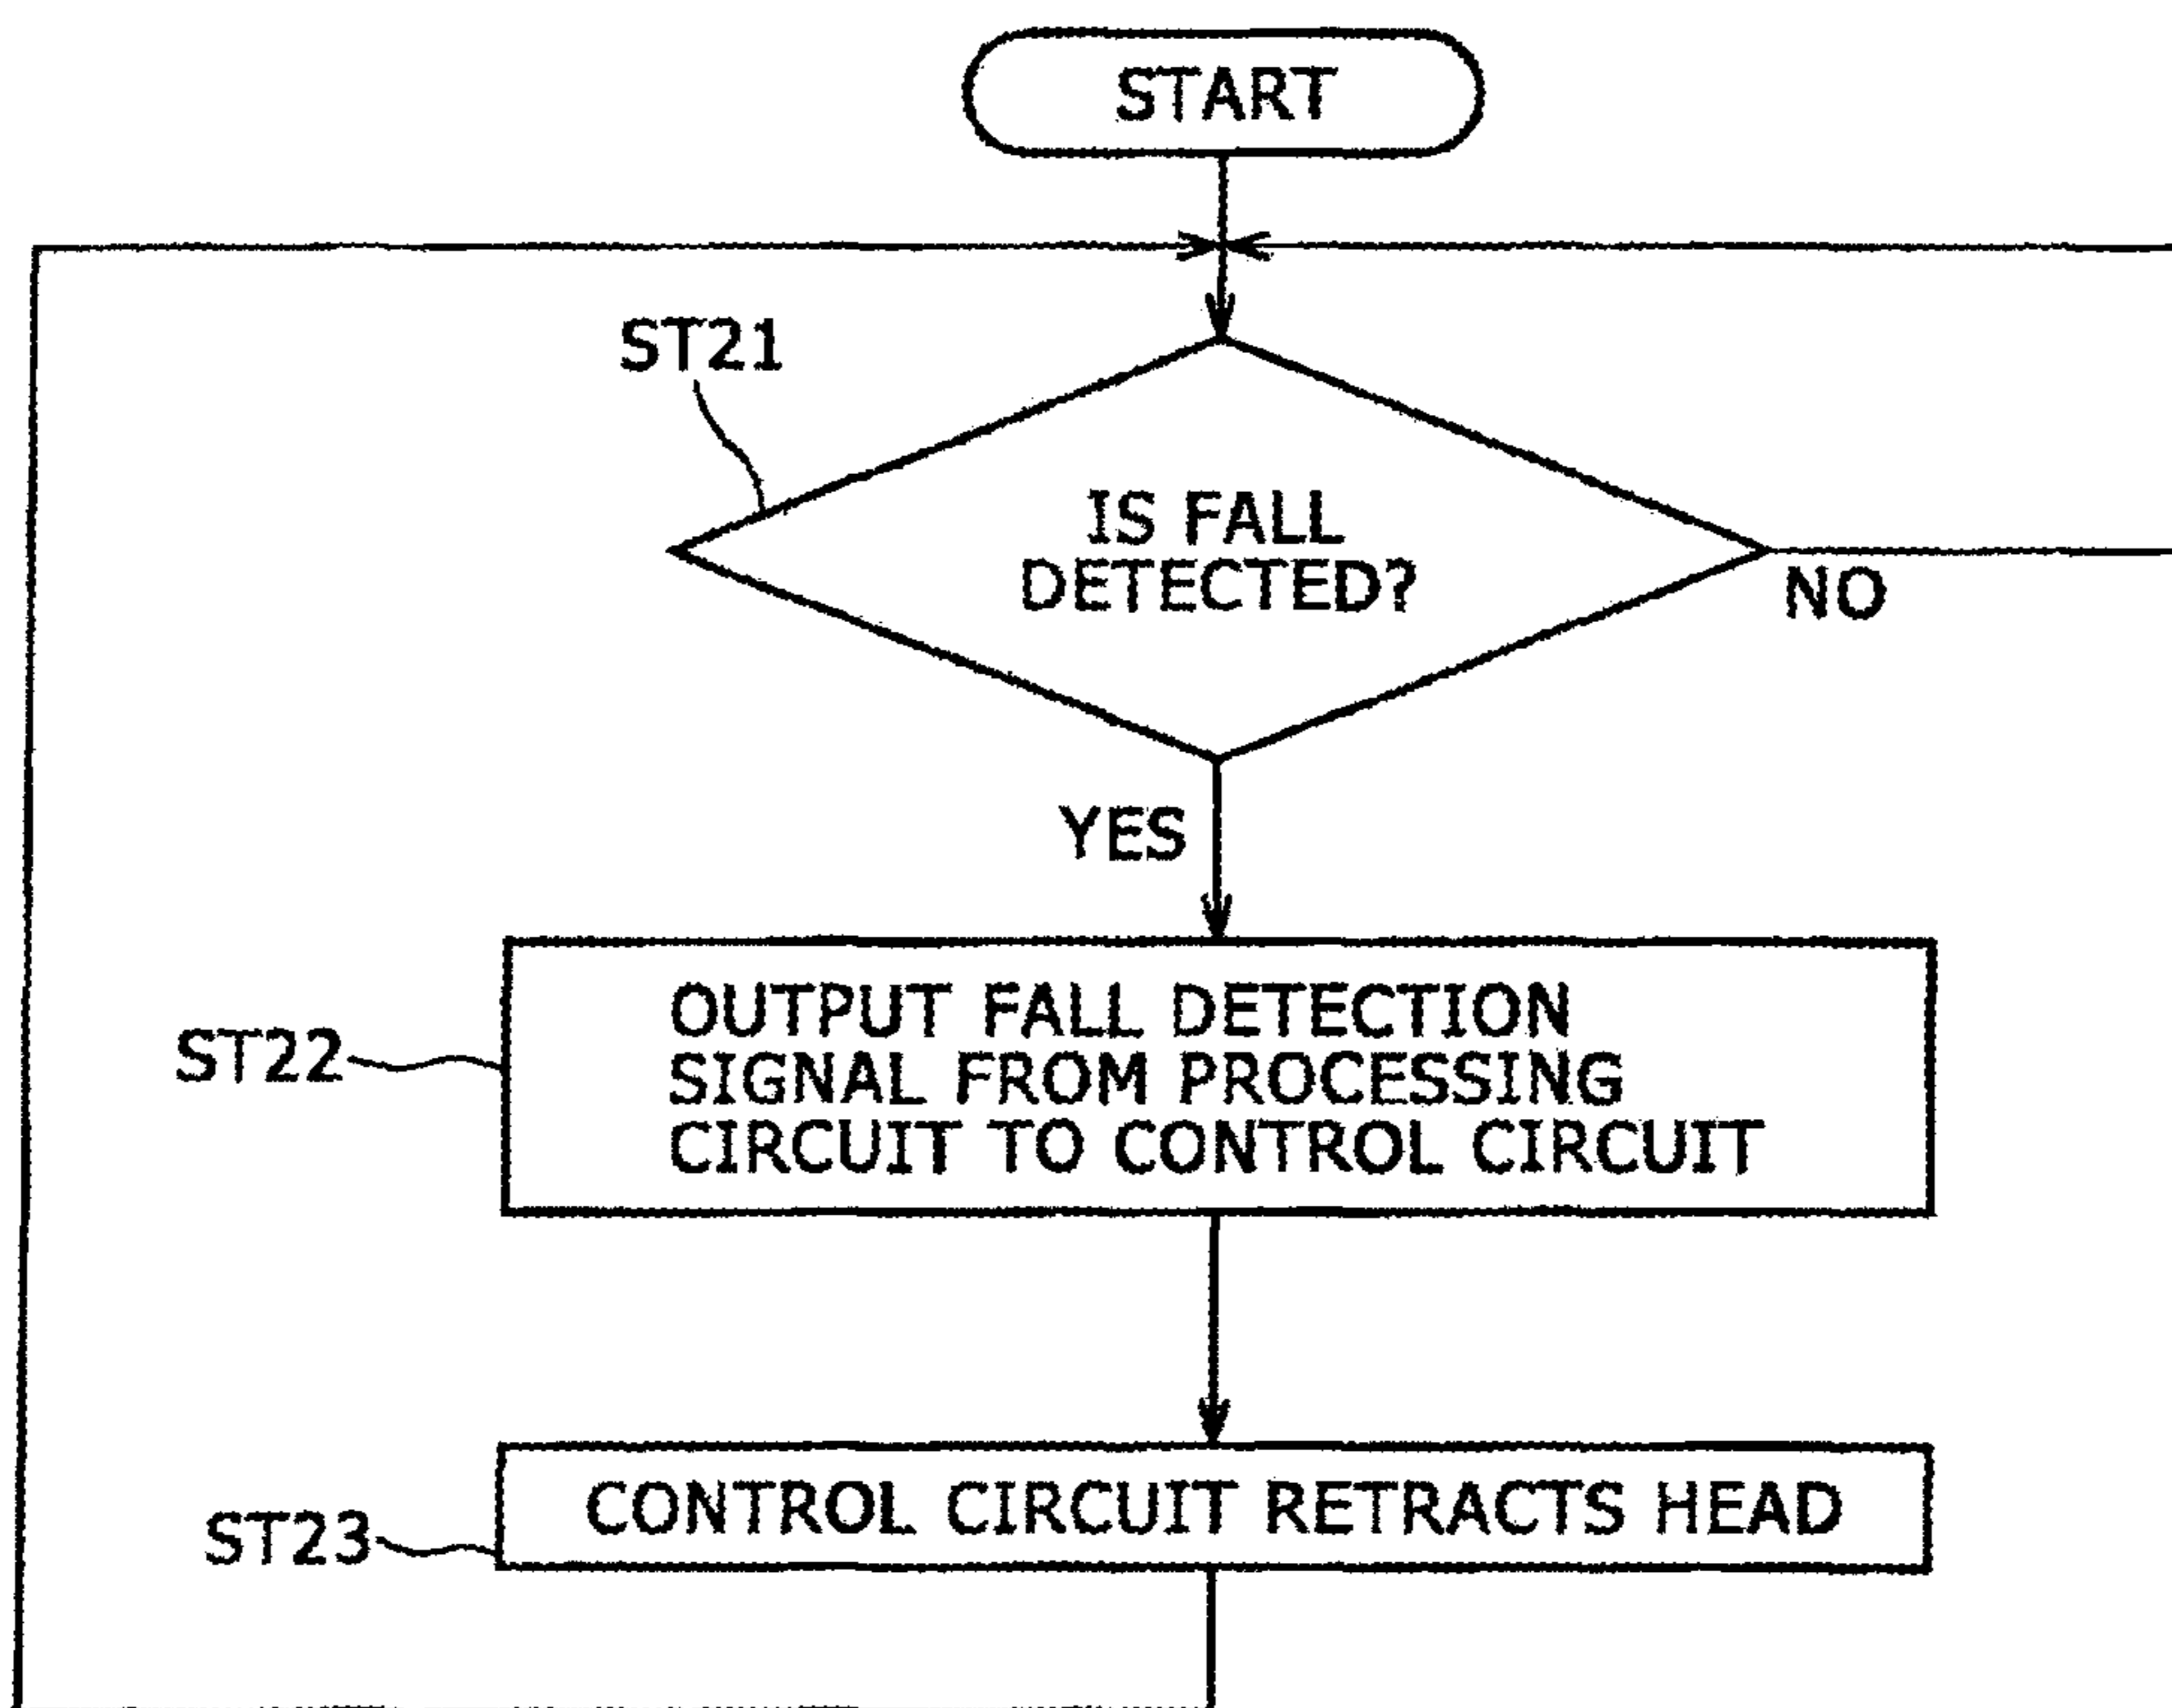 START
ST21
IS FALL
DETECTED?
NO
YES
OUTPUT FALL DETECTION
SIGNAL FROM PROCESSING
CIRCUIT TO CONTROL CIRCUIT
ST22
CONTROL CIRCUIT RETRACTS HEAD
ST23